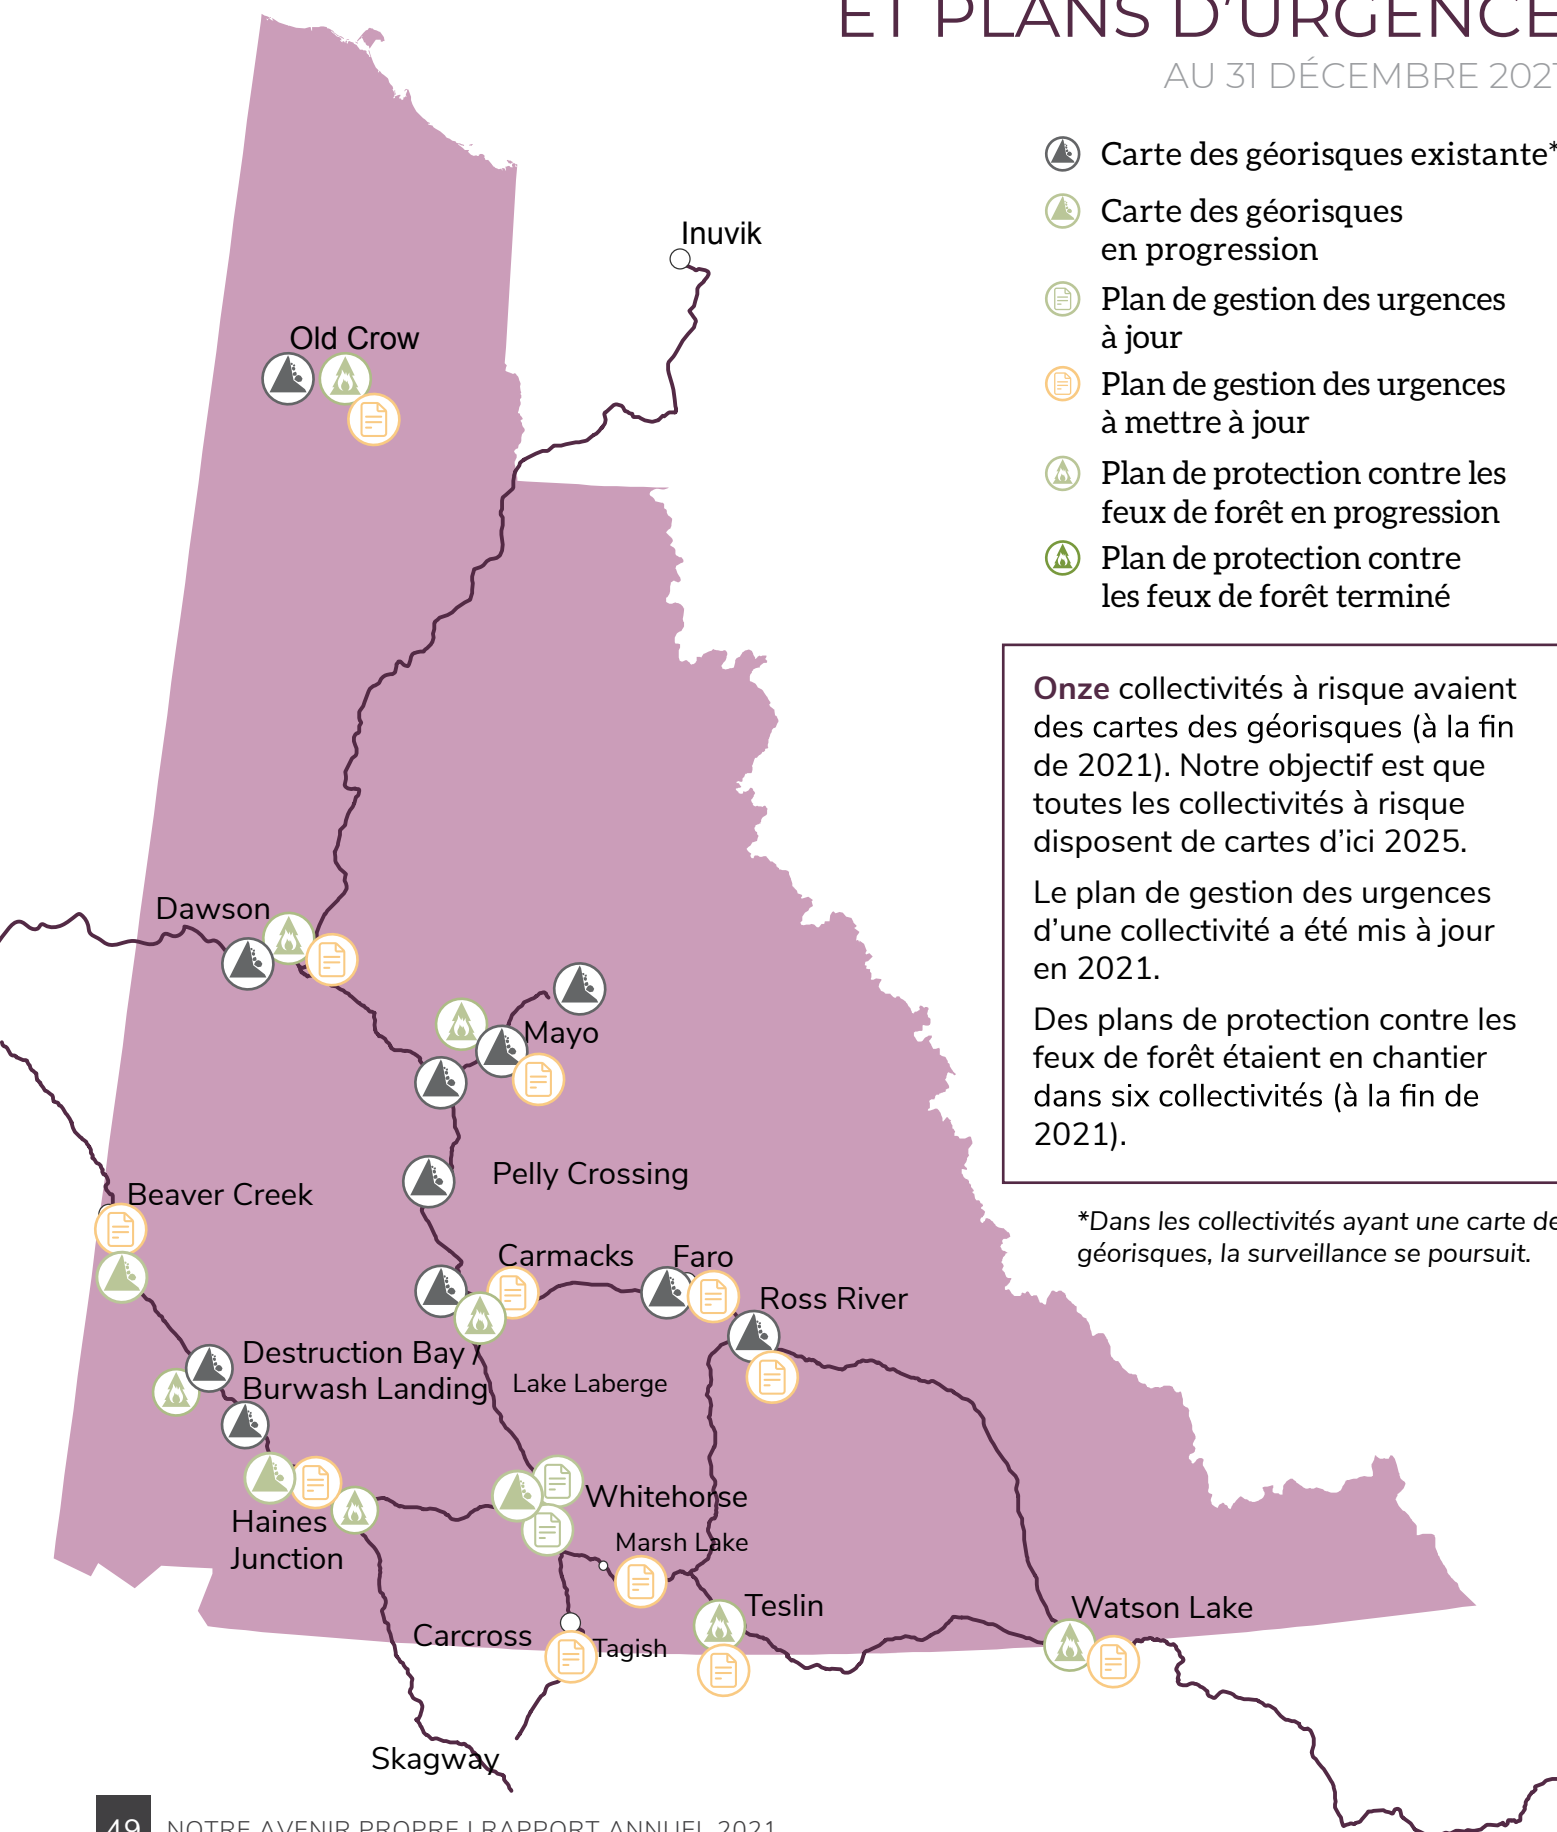 ET PLANS D'URGENCE
AU 31 DÉCEMBRE 2021
Carte des géorisques existante*
Carte des géorisques
en progression
Plan de gestion des urgences
à jour
Plan de gestion des urgences
à mettre à jour
Plan de protection contre les
feux de forêt en progression
Plan de protection contre
les feux de forêt terminé
Onze collectivités à risque avaient
des cartes des géorisques (à la fin
de 2021). Notre objectif est que
toutes les collectivités à risque
disposent de cartes d'ici 2025.
Le plan de gestion des urgences
d'une collectivité a été mis à jour
en 2021.
Des plans de protection contre les
feux de forêt étaient en chantier
dans six collectivités (à la fin de
2021).
*Dans les collectivités ayant une carte de
géorisques, la surveillance se poursuit.
Inuvik
Old Crow
Dawson
Mayo
Pelly Crossing
Beaver Creek
Carmacks
Faro
Ross River
Destruction Bay /
Burwash Landing
Lake Laberge
Whitehorse
Haines
Junction
Marsh Lake
Teslin
Watson Lake
Carcross
Tagish
Skagway
49 NOTRE AVENIR PROPRE | RAPPORT ANNUEL 2021